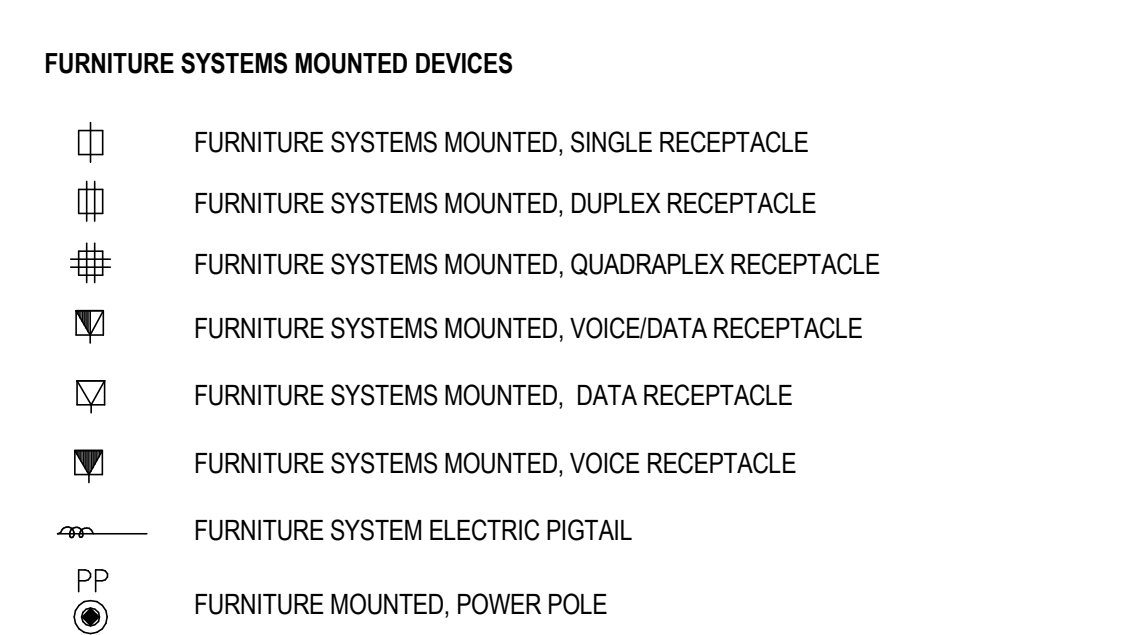 FURNITURE SYSTEMS MOUNTED DEVICES
FURNITURE SYSTEMS MOUNTED, SINGLE RECEPTACLE
FURNITURE SYSTEMS MOUNTED, DUPLEX RECEPTACLE
FURNITURE SYSTEMS MOUNTED, QUADRAPLEX RECEPTACLE
FURNITURE SYSTEMS MOUNTED, VOICE/DATA RECEPTACLE
FURNITURE SYSTEMS MOUNTED,  DATA RECEPTACLE
FURNITURE SYSTEMS MOUNTED, VOICE RECEPTACLE
FURNITURE SYSTEM ELECTRIC PIGTAIL
PP
FURNITURE MOUNTED, POWER POLE